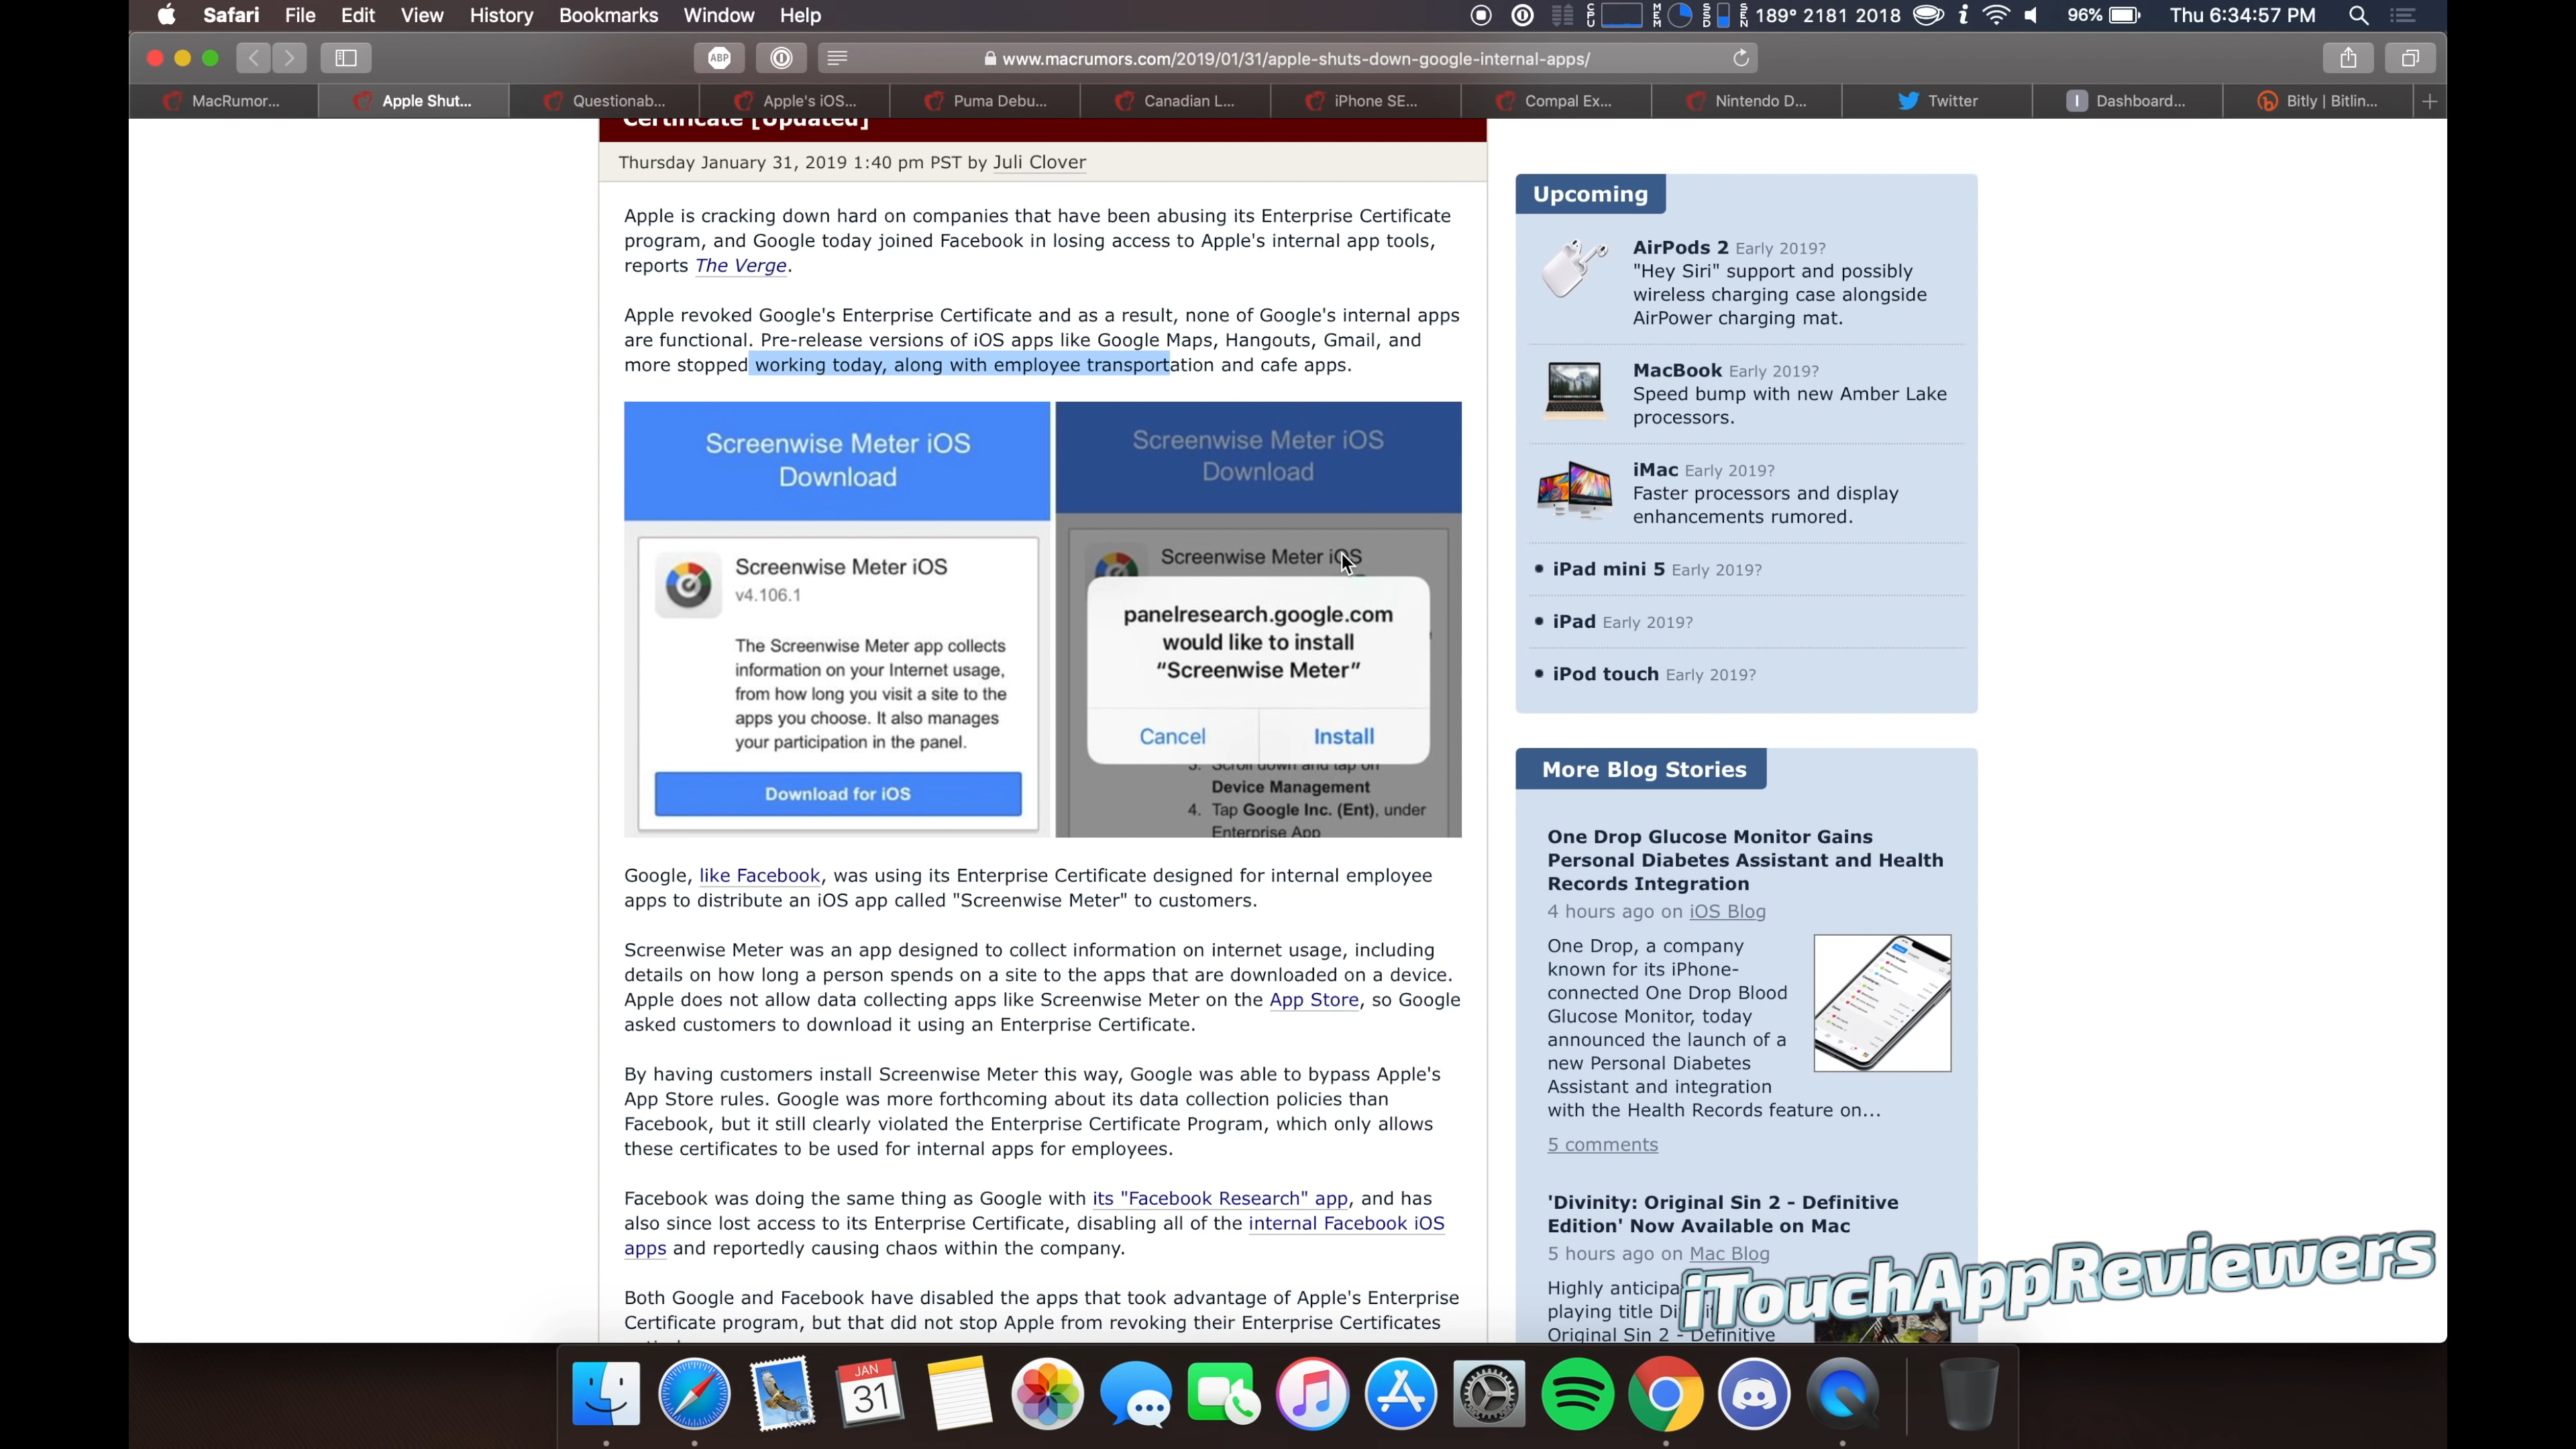 Safari File Edit View History Bookmarks Window Help
CPU MEM SSD SEN 189° 2181 2018 96% Thu 6:34:57 PM
ABP www.macrumors.com/2019/01/31/apple-shuts-down-google-internal-apps/
MacRumor... Apple Shut... Questionab... Apple's iOS... Puma Debu... Canadian L... iPhone SE... Compal Ex... Nintendo D... Twitter Dashboard... Bitly | Bitlin...
Certificate [Updated]
Thursday January 31, 2019 1:40 pm PST by Juli Clover
Apple is cracking down hard on companies that have been abusing its Enterprise Certificate
program, and Google today joined Facebook in losing access to Apple's internal app tools,
reports The Verge.
Apple revoked Google's Enterprise Certificate and as a result, none of Google's internal apps
are functional. Pre-release versions of iOS apps like Google Maps, Hangouts, Gmail, and
more stopped working today, along with employee transportation and cafe apps.
Screenwise Meter iOS
Download
Screenwise Meter iOS
v4.106.1
The Screenwise Meter app collects
information on your Internet usage,
from how long you visit a site to the
apps you choose. It also manages
your participation in the panel.
Download for iOS
Screenwise Meter iOS
Download
Screenwise Meter iOS
panelresearch.google.com
would like to install
“Screenwise Meter”
Cancel Install
3. Scroll down and tap on
Device Management
4. Tap Google Inc. (Ent), under
Enterprise App
Google, like Facebook, was using its Enterprise Certificate designed for internal employee
apps to distribute an iOS app called "Screenwise Meter" to customers.
Screenwise Meter was an app designed to collect information on internet usage, including
details on how long a person spends on a site to the apps that are downloaded on a device.
Apple does not allow data collecting apps like Screenwise Meter on the App Store, so Google
asked customers to download it using an Enterprise Certificate.
By having customers install Screenwise Meter this way, Google was able to bypass Apple's
App Store rules. Google was more forthcoming about its data collection policies than
Facebook, but it still clearly violated the Enterprise Certificate Program, which only allows
these certificates to be used for internal apps for employees.
Facebook was doing the same thing as Google with its "Facebook Research" app, and has
also since lost access to its Enterprise Certificate, disabling all of the internal Facebook iOS
apps and reportedly causing chaos within the company.
Both Google and Facebook have disabled the apps that took advantage of Apple's Enterprise
Certificate program, but that did not stop Apple from revoking their Enterprise Certificates
Upcoming
AirPods 2 Early 2019?
"Hey Siri" support and possibly
wireless charging case alongside
AirPower charging mat.
MacBook Early 2019?
Speed bump with new Amber Lake
processors.
iMac Early 2019?
Faster processors and display
enhancements rumored.
• iPad mini 5 Early 2019?
• iPad Early 2019?
• iPod touch Early 2019?
More Blog Stories
One Drop Glucose Monitor Gains
Personal Diabetes Assistant and Health
Records Integration
4 hours ago on iOS Blog
One Drop, a company
known for its iPhone-
connected One Drop Blood
Glucose Monitor, today
announced the launch of a
new Personal Diabetes
Assistant and integration
with the Health Records feature on...
5 comments
'Divinity: Original Sin 2 - Definitive
Edition' Now Available on Mac
5 hours ago on Mac Blog
Highly anticipa
playing title Di
Original Sin 2 - Definitive
iTouchAppReviewers
JAN
31